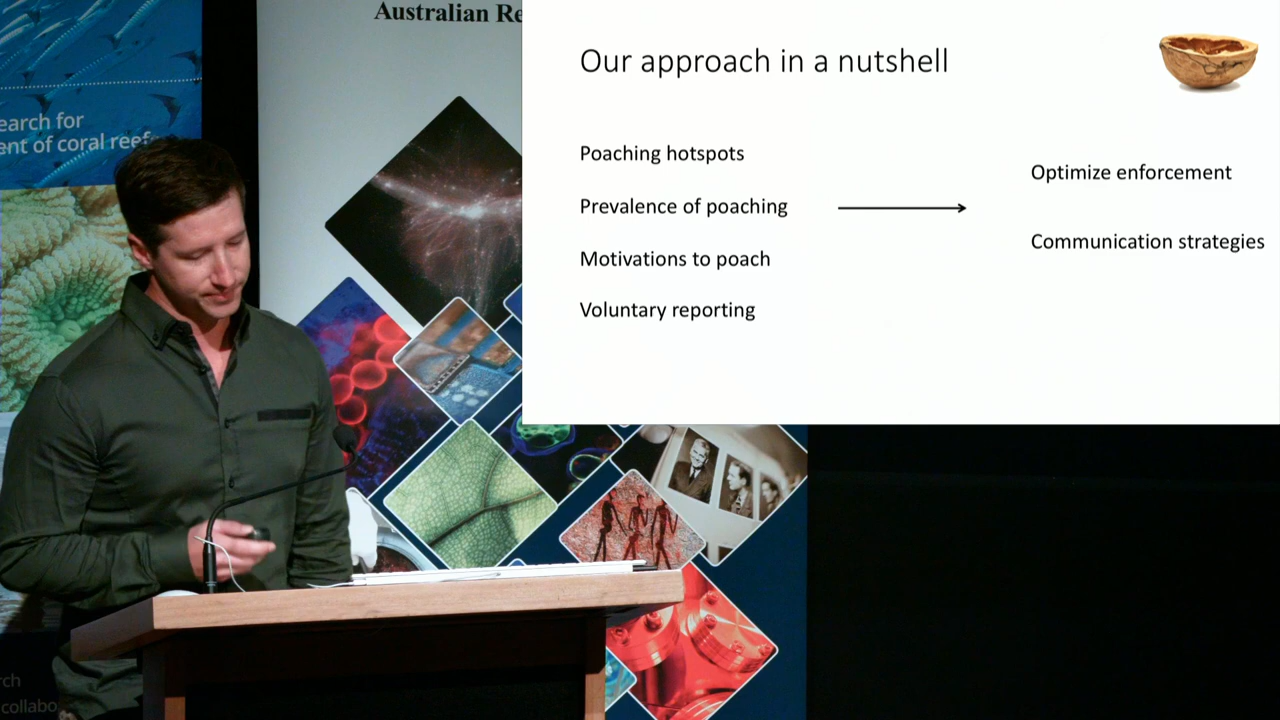 Australian Re
earch for
ent of coral reef
Our approach in a nutshell
Poaching hotspots
Prevalence of poaching
Motivations to poach
Voluntary reporting
Optimize enforcement
Communication strategies
rch
collabo